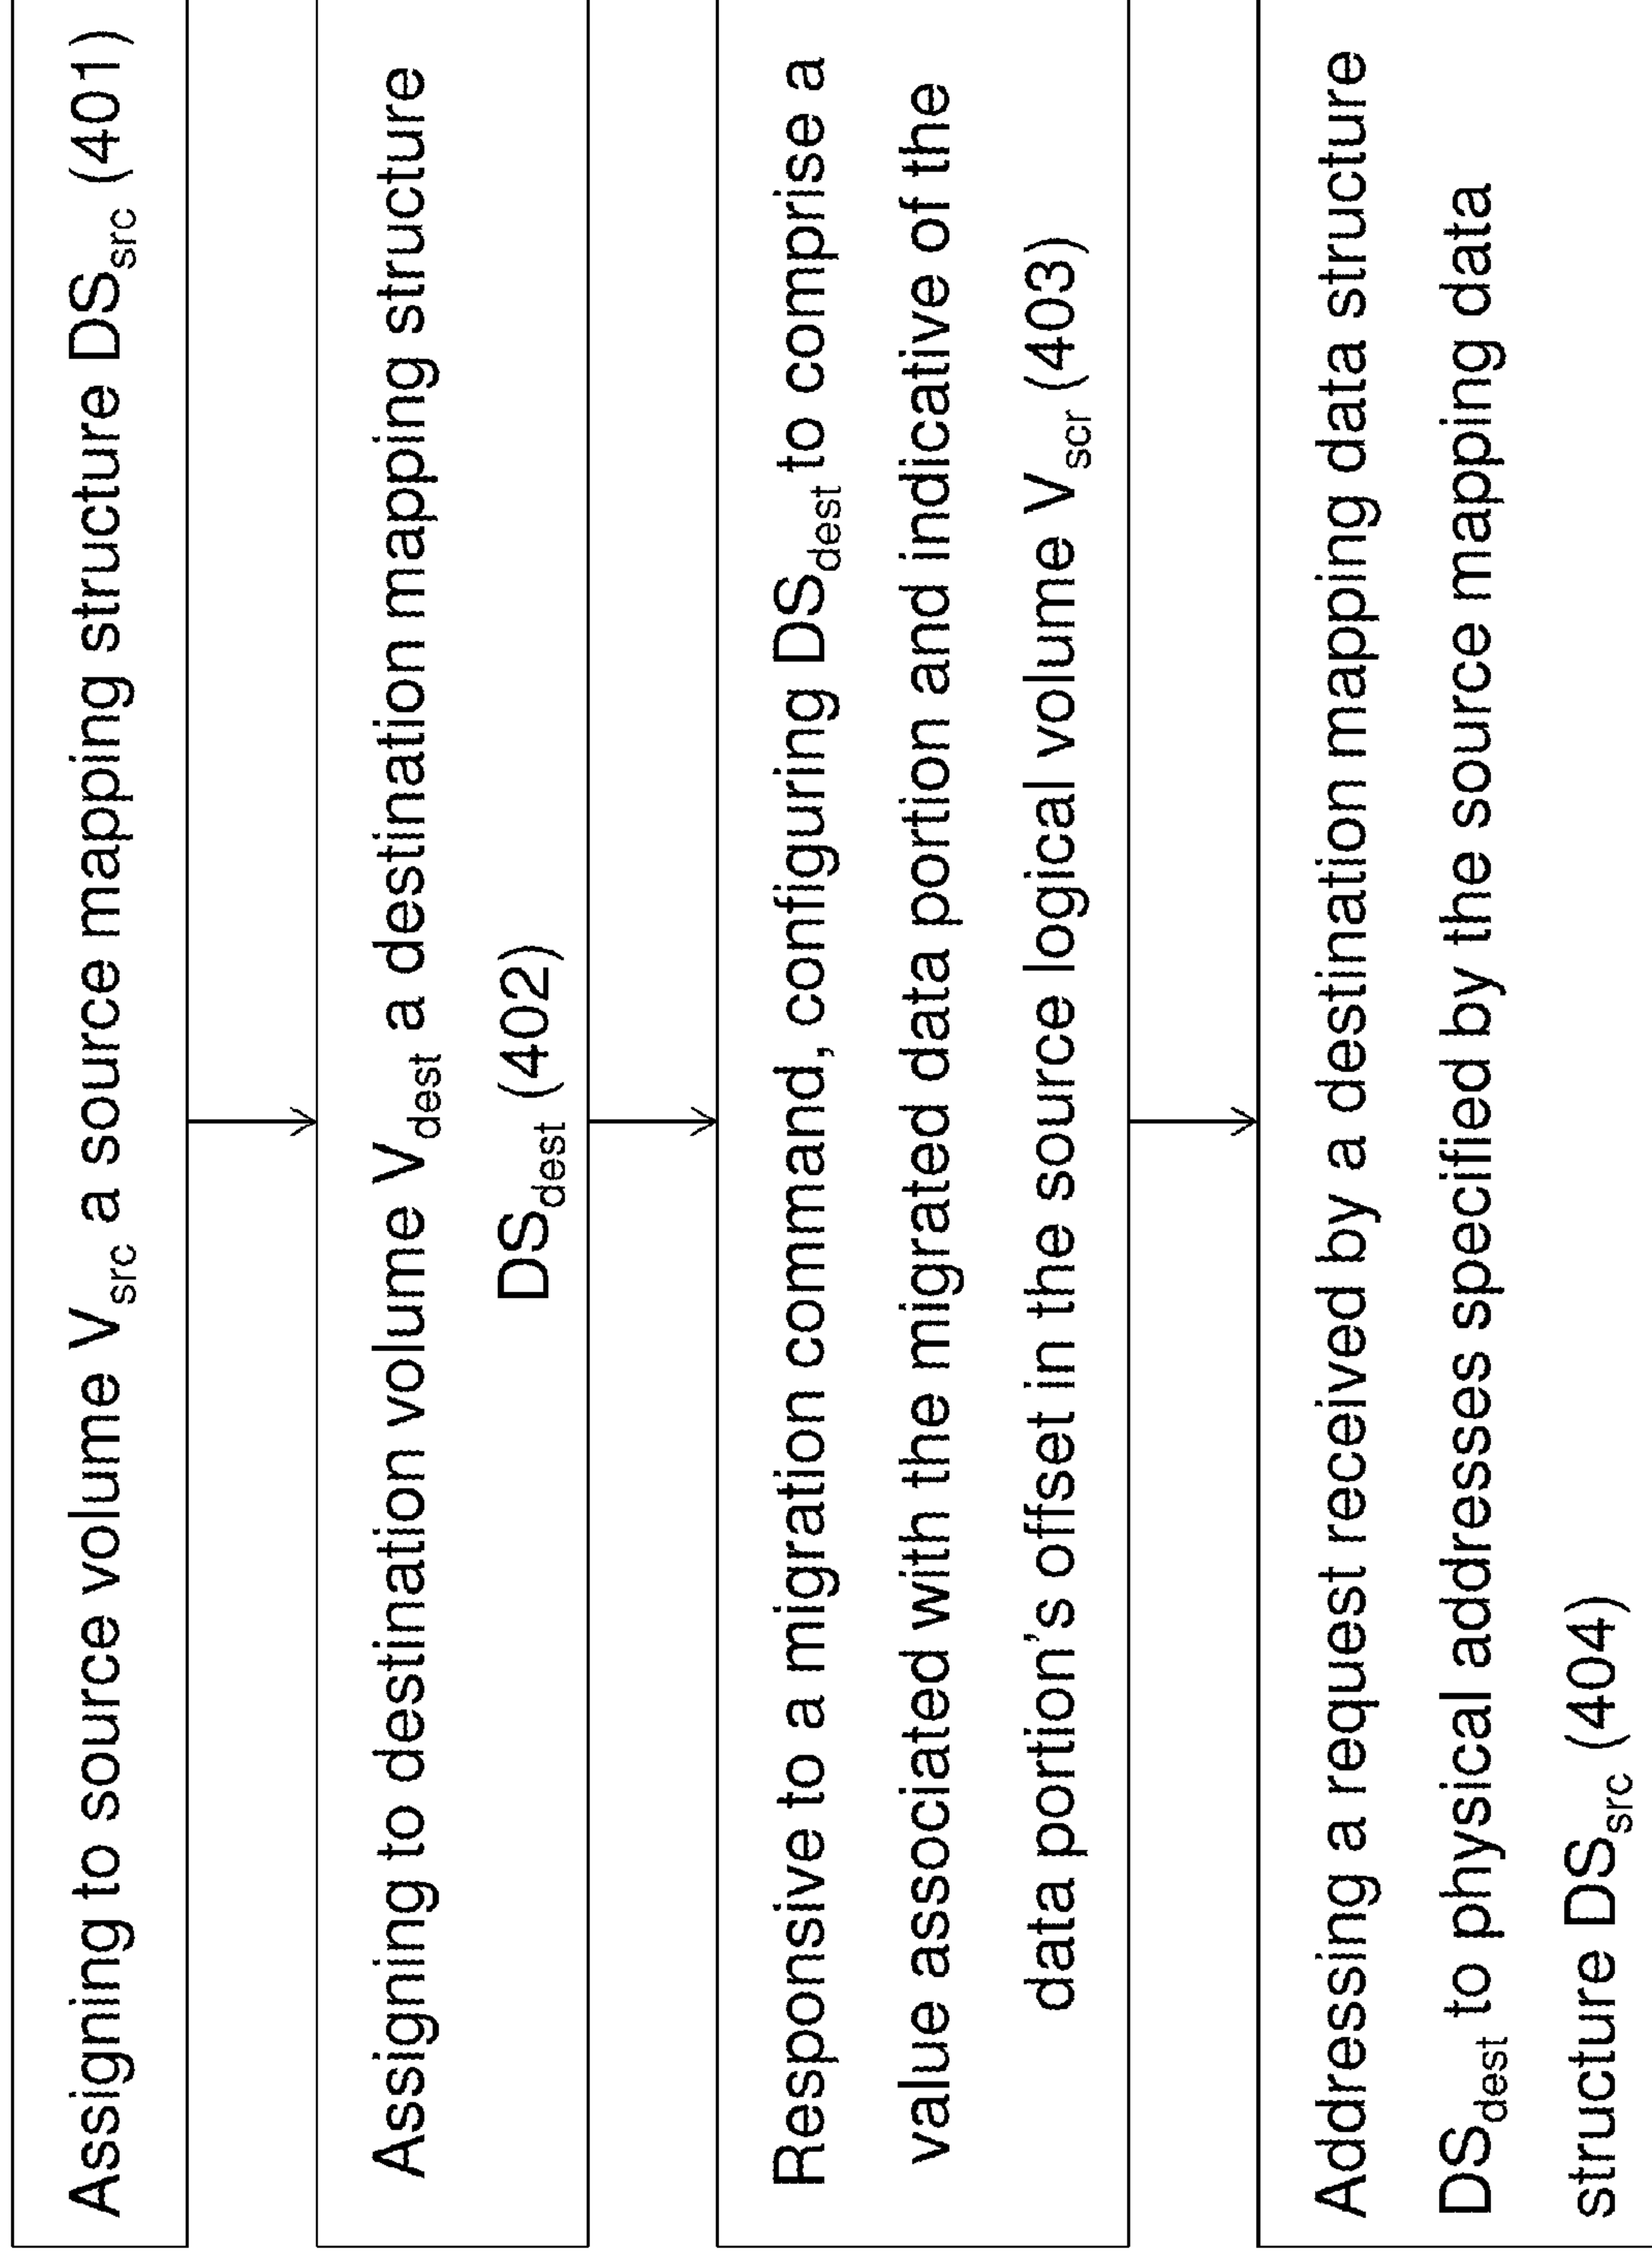 Assigning to source volume V_src a source mapping structure DS_src (401)
Assigning to destination volume V_dest a destination mapping structure
DS_dest (402)
Responsive to a migration command, configuring DS_dest to comprise a
value associated with the migrated data portion and indicative of the
data portion’s offset in the source logical volume V_scr (403)
Addressing a request received by a destination mapping data structure
DS_dest to physical addresses specified by the source mapping data
structure DS_src (404)